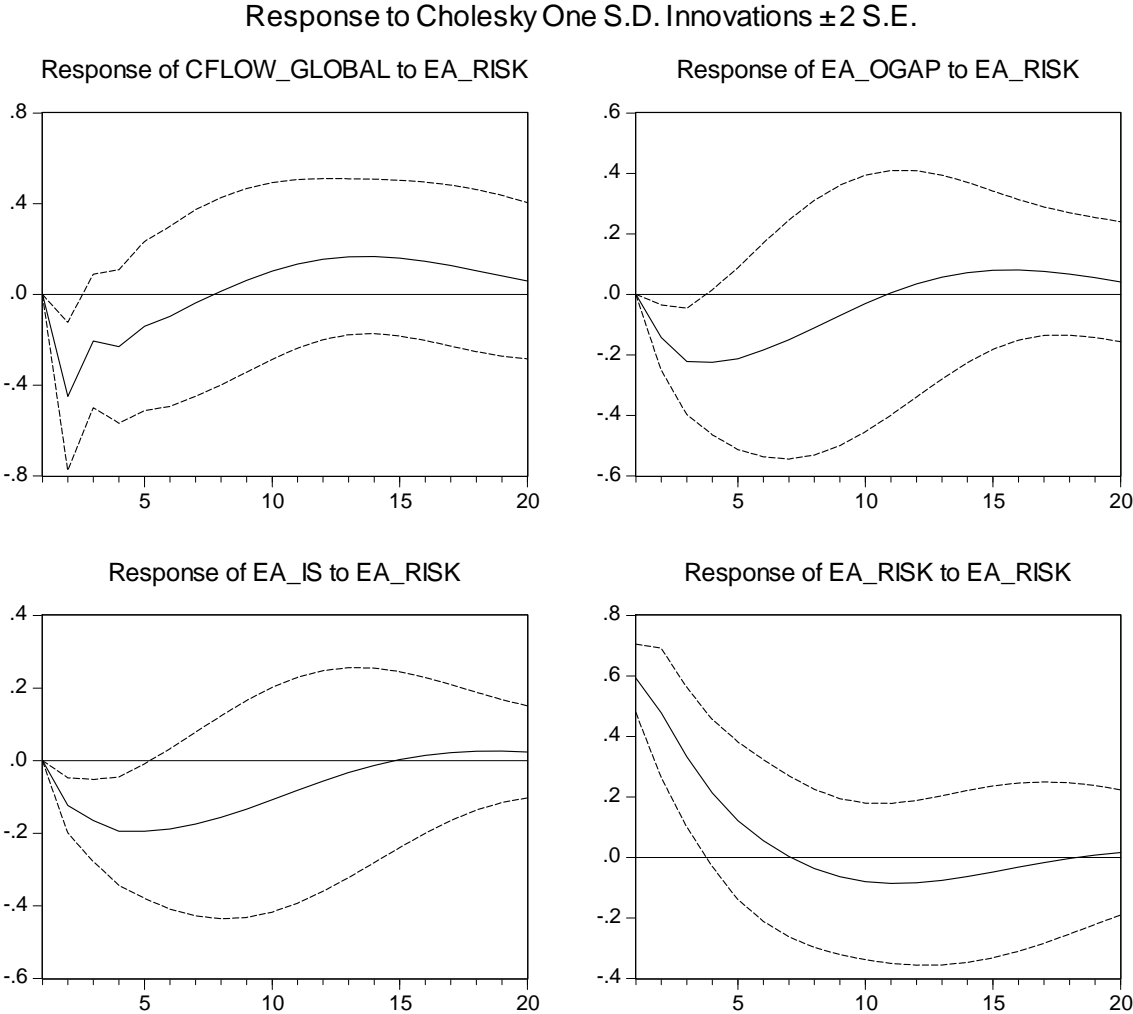 Response to Cholesky One S.D. Innovations ±2 S.E.
Response of CFLOW_GLOBAL to EA_RISK
.8
.4
.0
-.4
-.8
5 10 15 20
Response of EA_OGAP to EA_RISK
.6
.4
.2
.0
-.2
-.4
-.6
5 10 15 20
Response of EA_IS to EA_RISK
.4
.2
.0
-.2
-.4
-.6
5 10 15 20
Response of EA_RISK to EA_RISK
.8
.6
.4
.2
.0
-.2
-.4
5 10 15 20